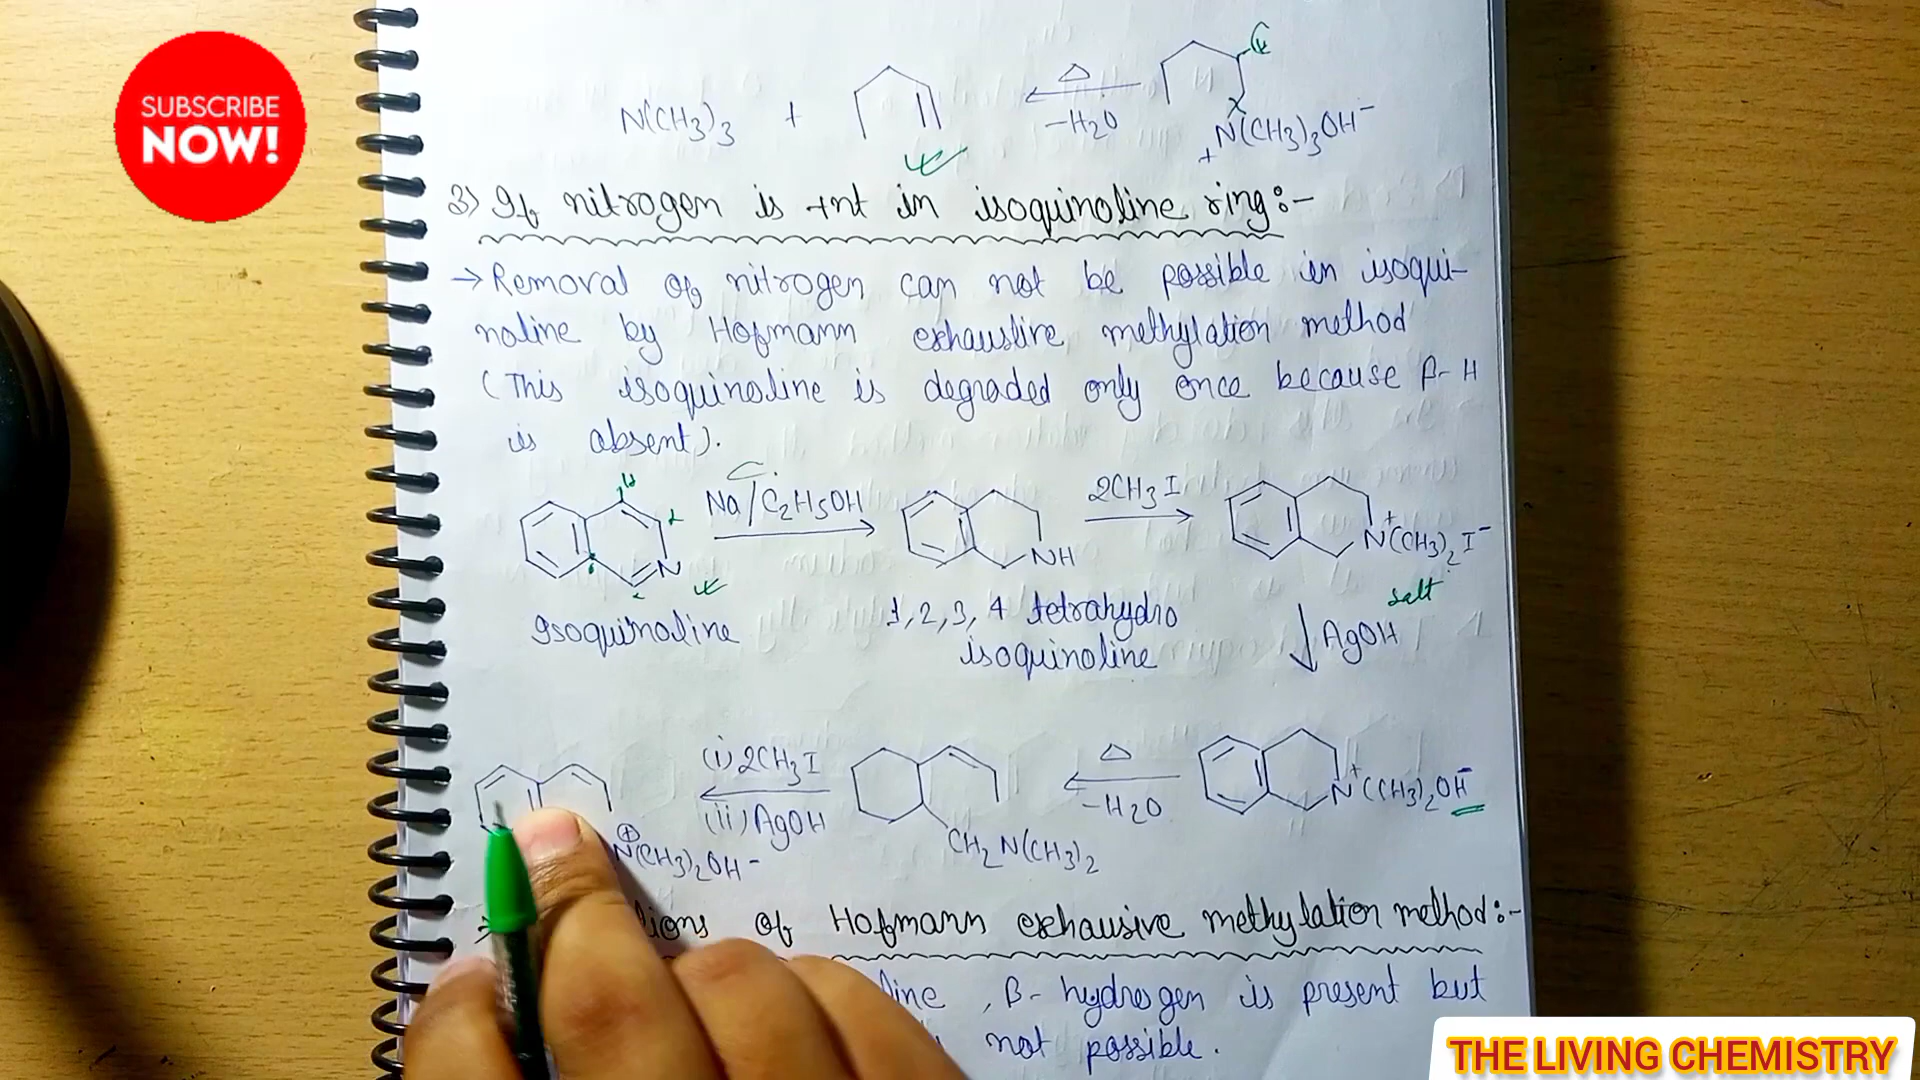 SUBSCRIBE
NOW!
N(CH3)3 + ← Δ -H2O +N(CH3)3OH-
3) If nitrogen is +nt in isoquinoline ring:-
→ Removal of nitrogen can not be possible in isoqui-
noline by Hofmann exhaustive methylation method
(This isoquinoline is degraded only once because β-H
is absent).
N Na/C2H5OH → NH 2CH3I → N+(CH3)2I-
salt
Isoquinoline 1,2,3,4 tetrahydro
isoquinoline
↓ AgOH
N⊕(CH3)2OH- ← (i) 2CH3I (ii) AgOH CH2N(CH3)2 ← Δ -H2O N+(CH3)2OH-
of Hofmann exhausive methylation method:-
line, β-hydrogen is present but
not possible.
THE LIVING CHEMISTRY